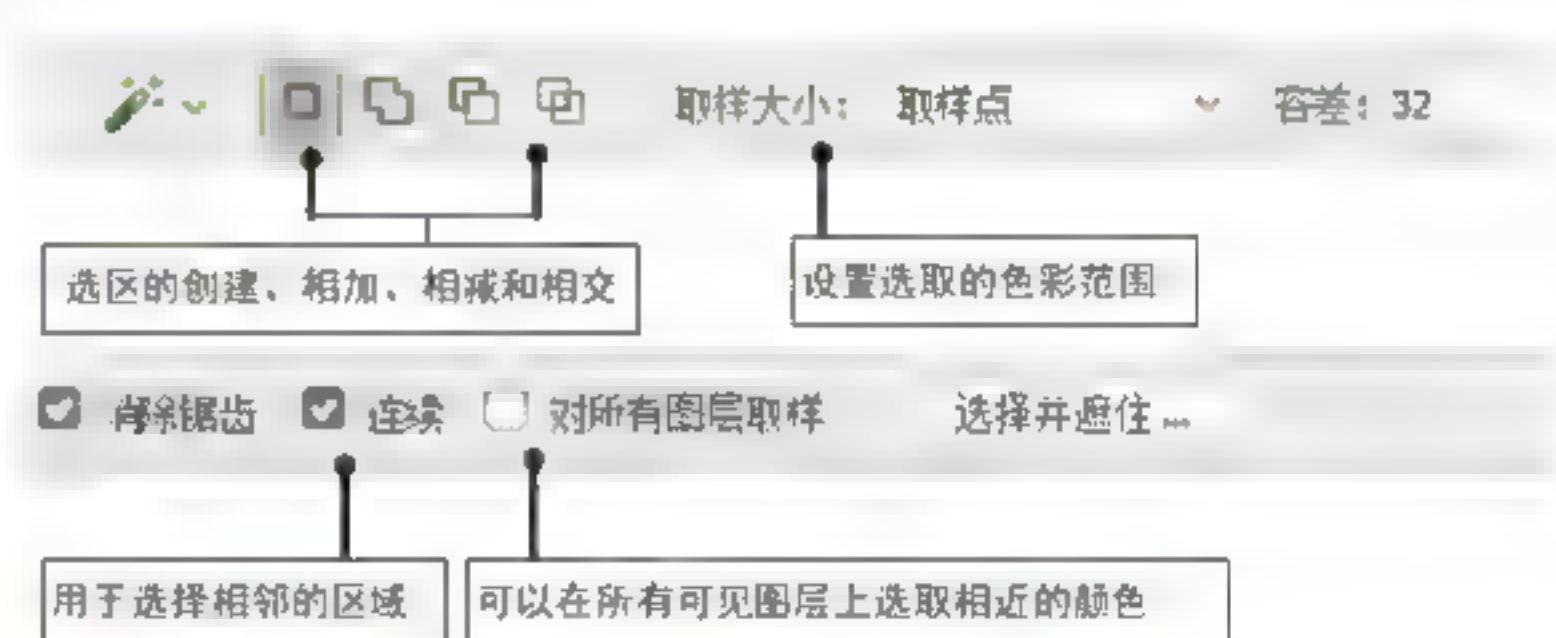 取样大小: 取样点 容差: 32
选区的创建、相加、相减和相交
设置选取的色彩范围
消除锯齿 连续 对所有图层取样 选择并遮住...
用于选择相邻的区域
可以在所有可见图层上选取相近的颜色